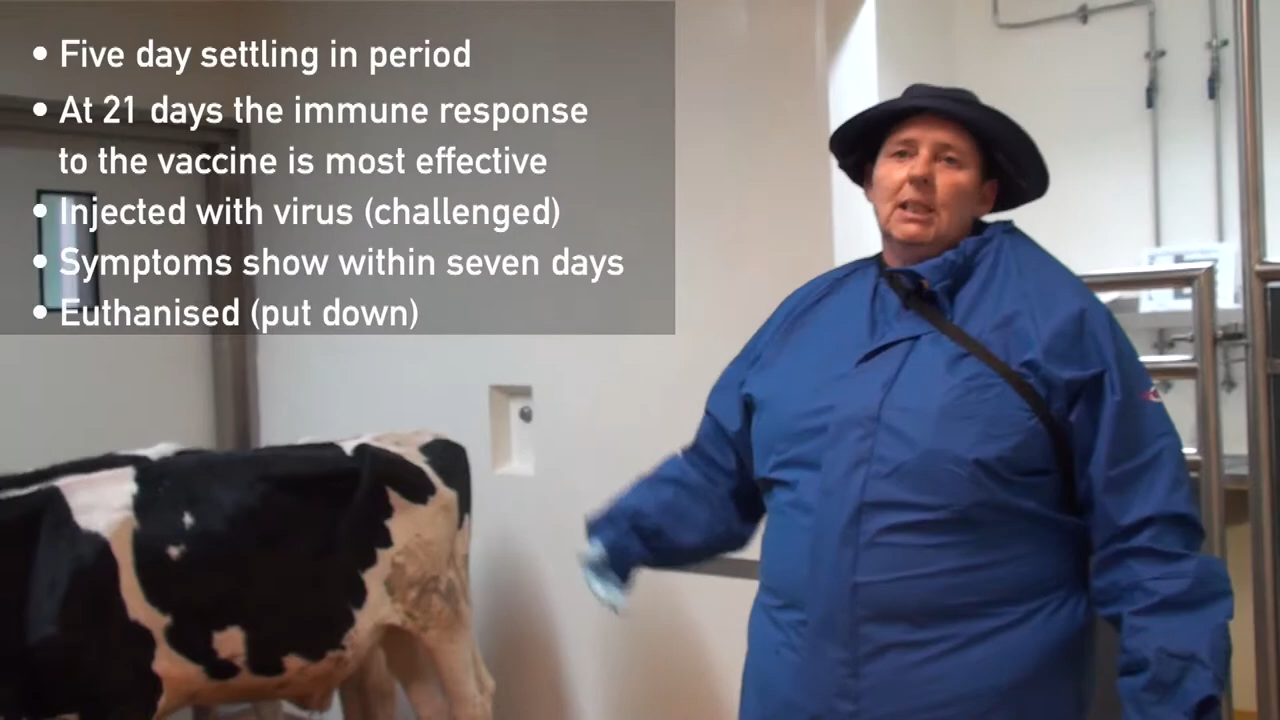 • Five day settling in period
• At 21 days the immune response
to the vaccine is most effective
• Injected with virus (challenged)
• Symptoms show within seven days
• Euthanised (put down)